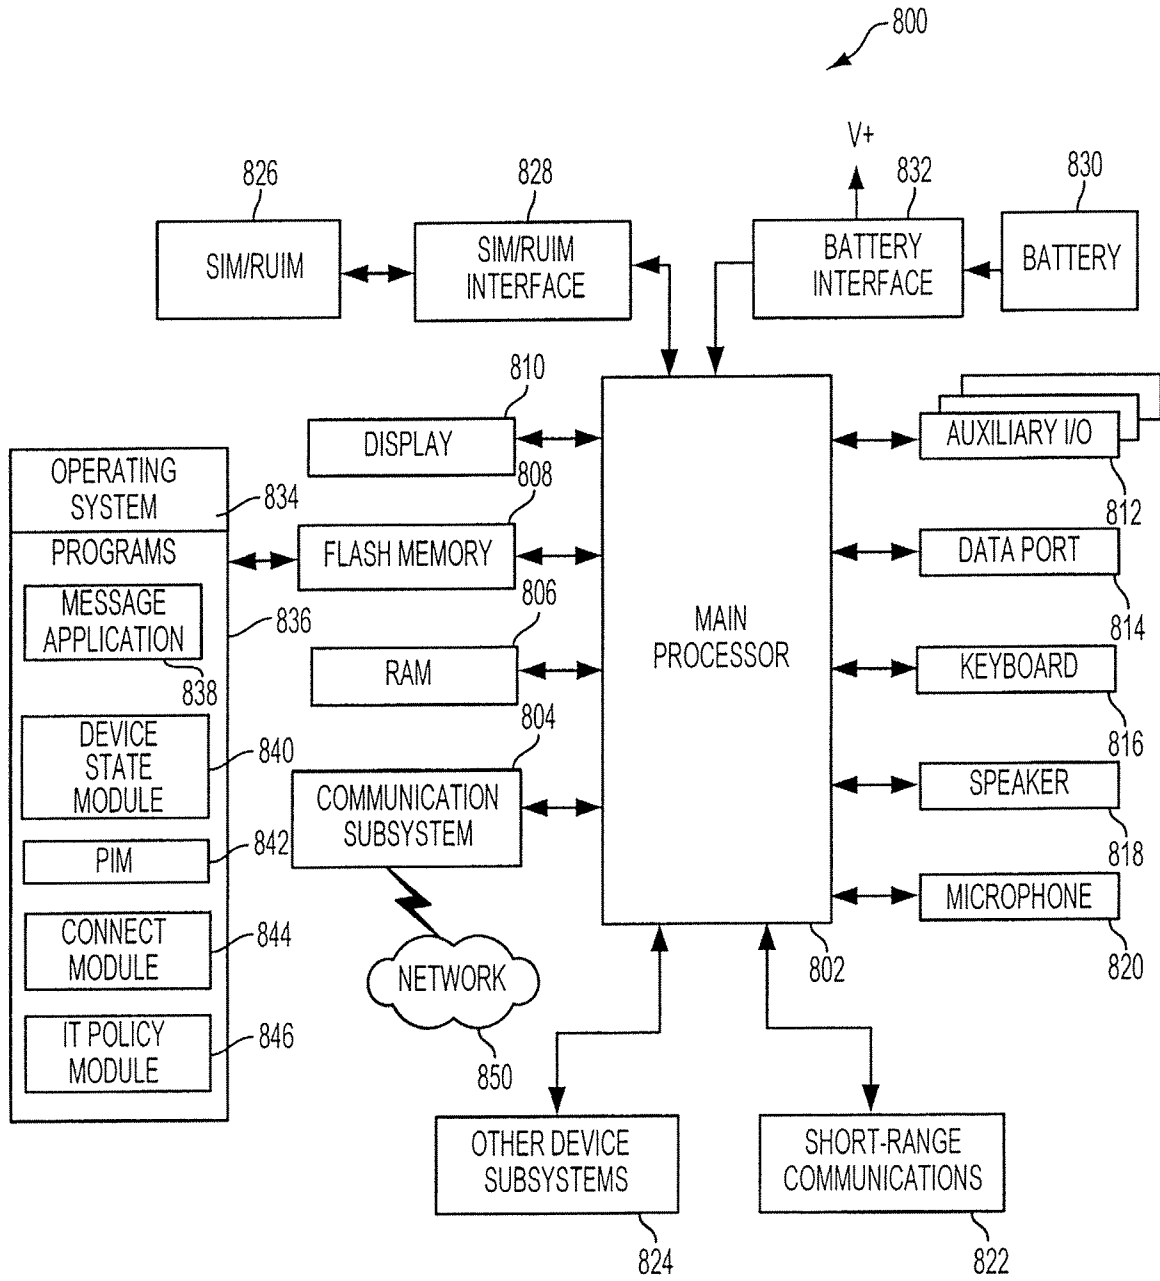 800
V+
826
828
832
830
SIM/RUIM
SIM/RUIM
INTERFACE
BATTERY
INTERFACE
BATTERY
810
DISPLAY
AUXILIARY I/O
812
OPERATING
SYSTEM
834
808
FLASH MEMORY
DATA PORT
814
PROGRAMS
MESSAGE
APPLICATION
836
838
806
RAM
MAIN
PROCESSOR
KEYBOARD
816
DEVICE
STATE
MODULE
840
804
COMMUNICATION
SUBSYSTEM
SPEAKER
818
PIM
842
MICROPHONE
820
CONNECT
MODULE
844
NETWORK
850
802
IT POLICY
MODULE
846
OTHER DEVICE
SUBSYSTEMS
824
SHORT-RANGE
COMMUNICATIONS
822